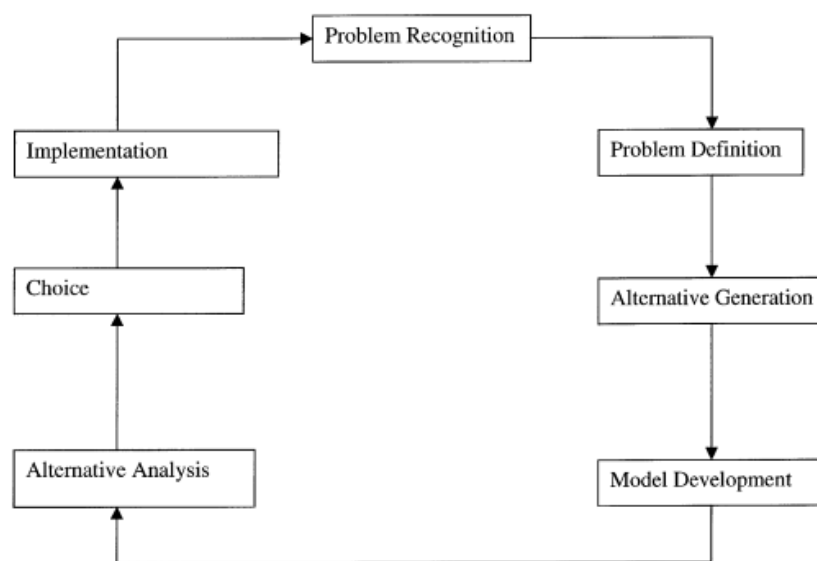 Problem Recognition
Implementation
Problem Definition
Choice
Alternative Generation
Alternative Analysis
Model Development